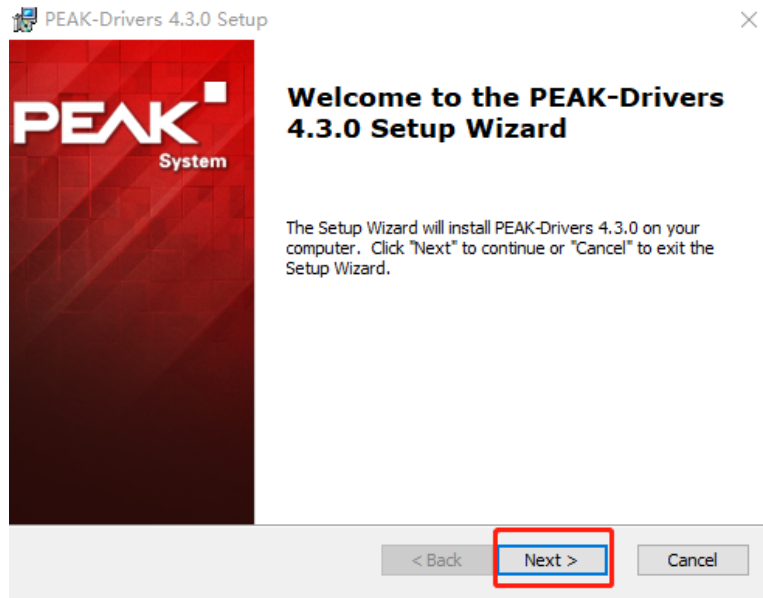 PEAK-Drivers 4.3.0 Setup
PEAK
System
Welcome to the PEAK-Drivers
4.3.0 Setup Wizard
The Setup Wizard will install PEAK-Drivers 4.3.0 on your
computer. Click "Next" to continue or "Cancel" to exit the
Setup Wizard.
< Back
Next >
Cancel